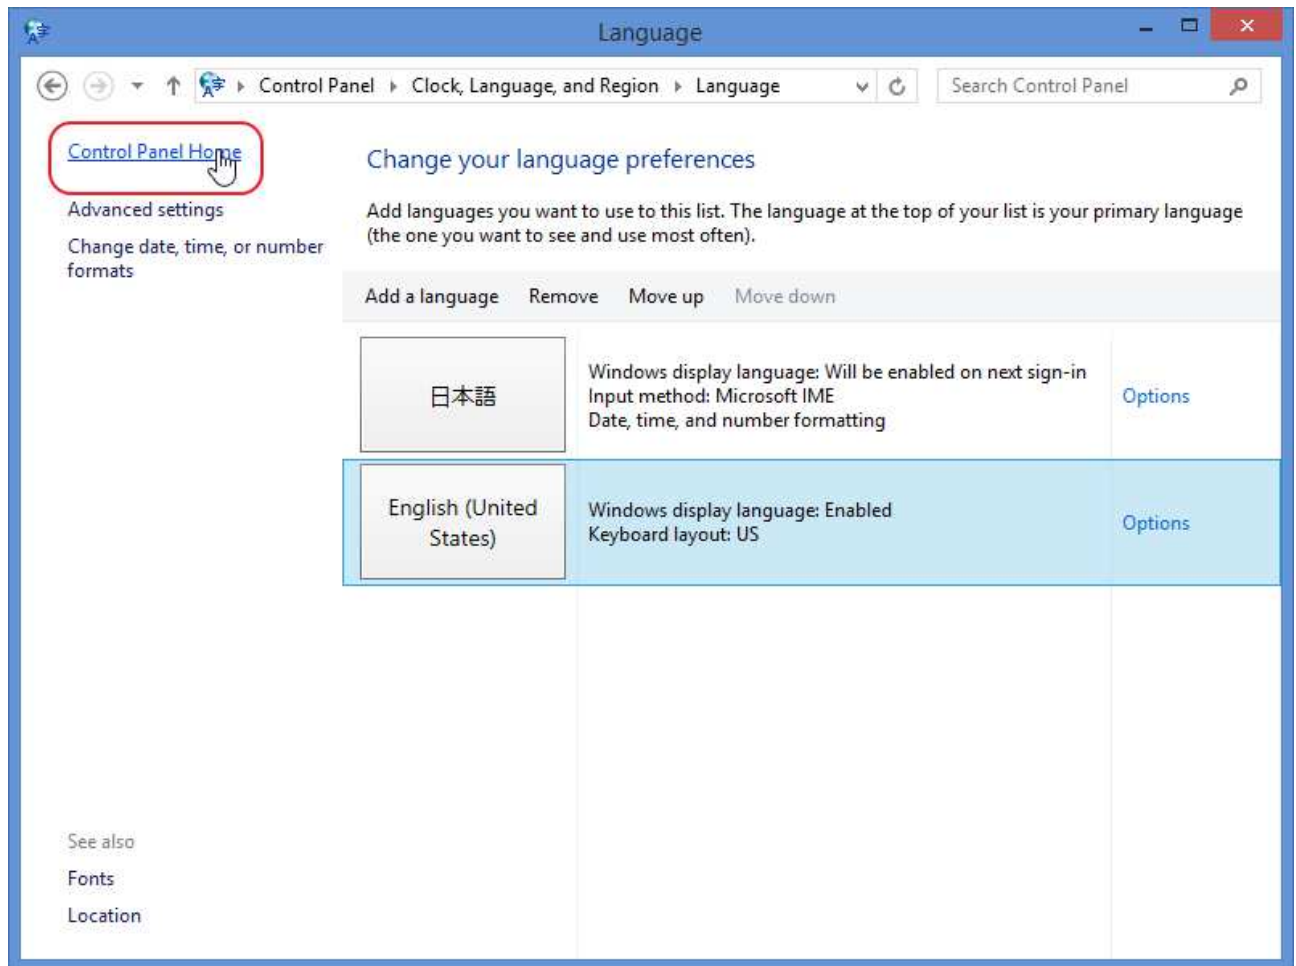 Language
Control Panel Clock, Language, and Region Language
Search Control Panel
Control Panel Home
Advanced settings
Change date, time, or number
formats
Change your language preferences
Add languages you want to use to this list. The language at the top of your list is your primary language
(the one you want to see and use most often).
Add a language Remove Move up Move down
日本語
Windows display language: Will be enabled on next sign-in
Input method: Microsoft IME
Date, time, and number formatting
Options
English (United
States)
Windows display language: Enabled
Keyboard layout: US
Options
See also
Fonts
Location